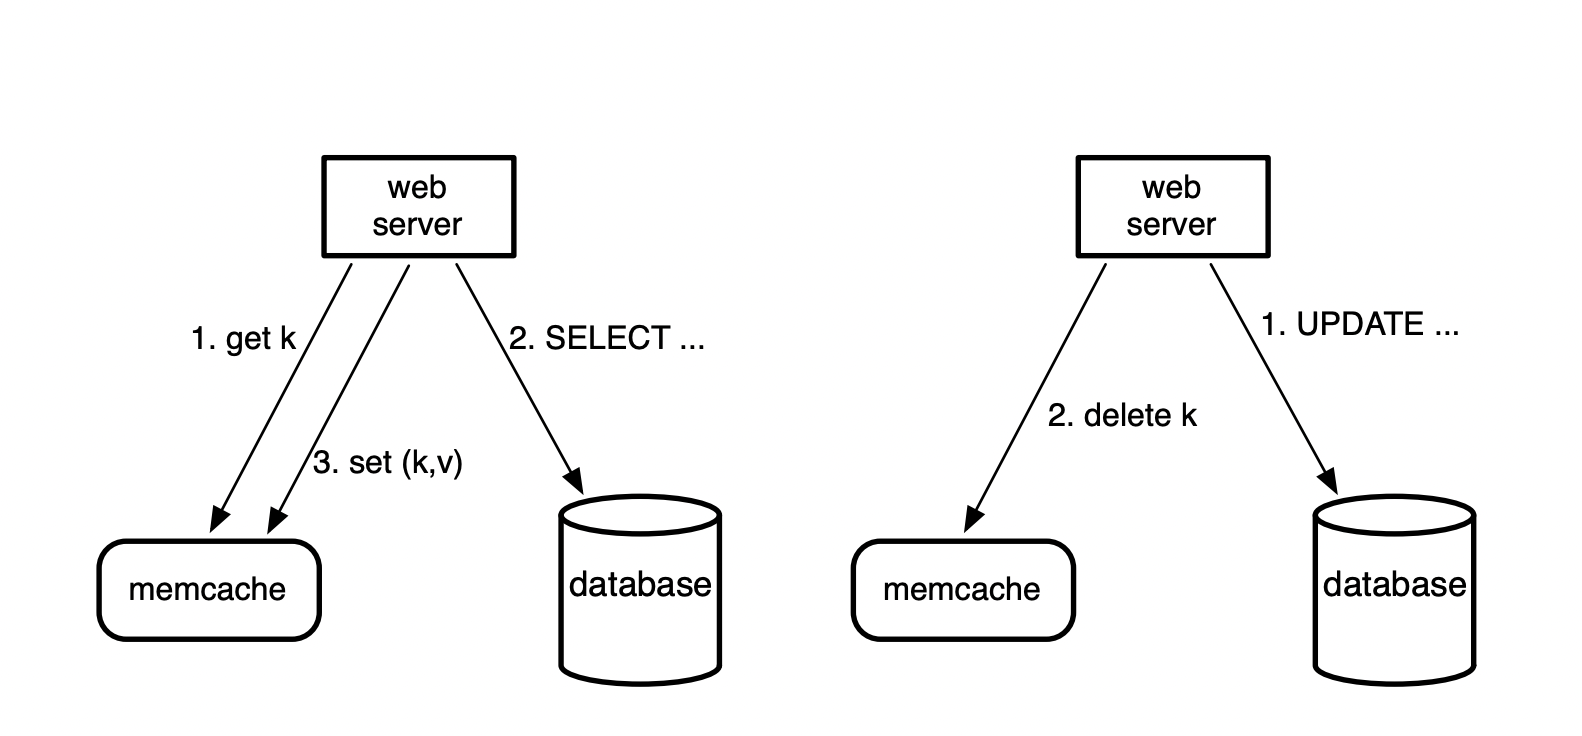 web
server
1. get k
2. SELECT ...
3. set (k,v)
memcache
database
web
server
1. UPDATE ...
2. delete k
memcache
database